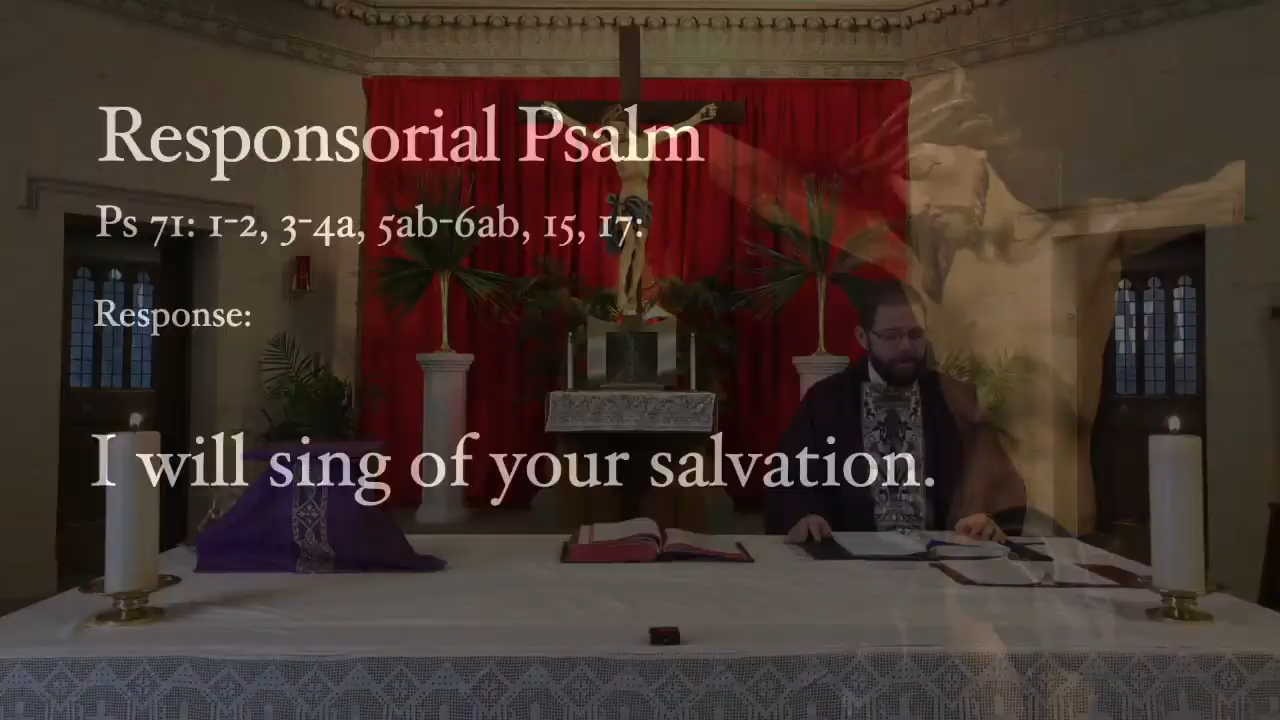 Responsorial Psalm
Ps 71: 1-2, 3-4a, 5ab-6ab, 15, 17:
Response:
I will sing of your salvation.